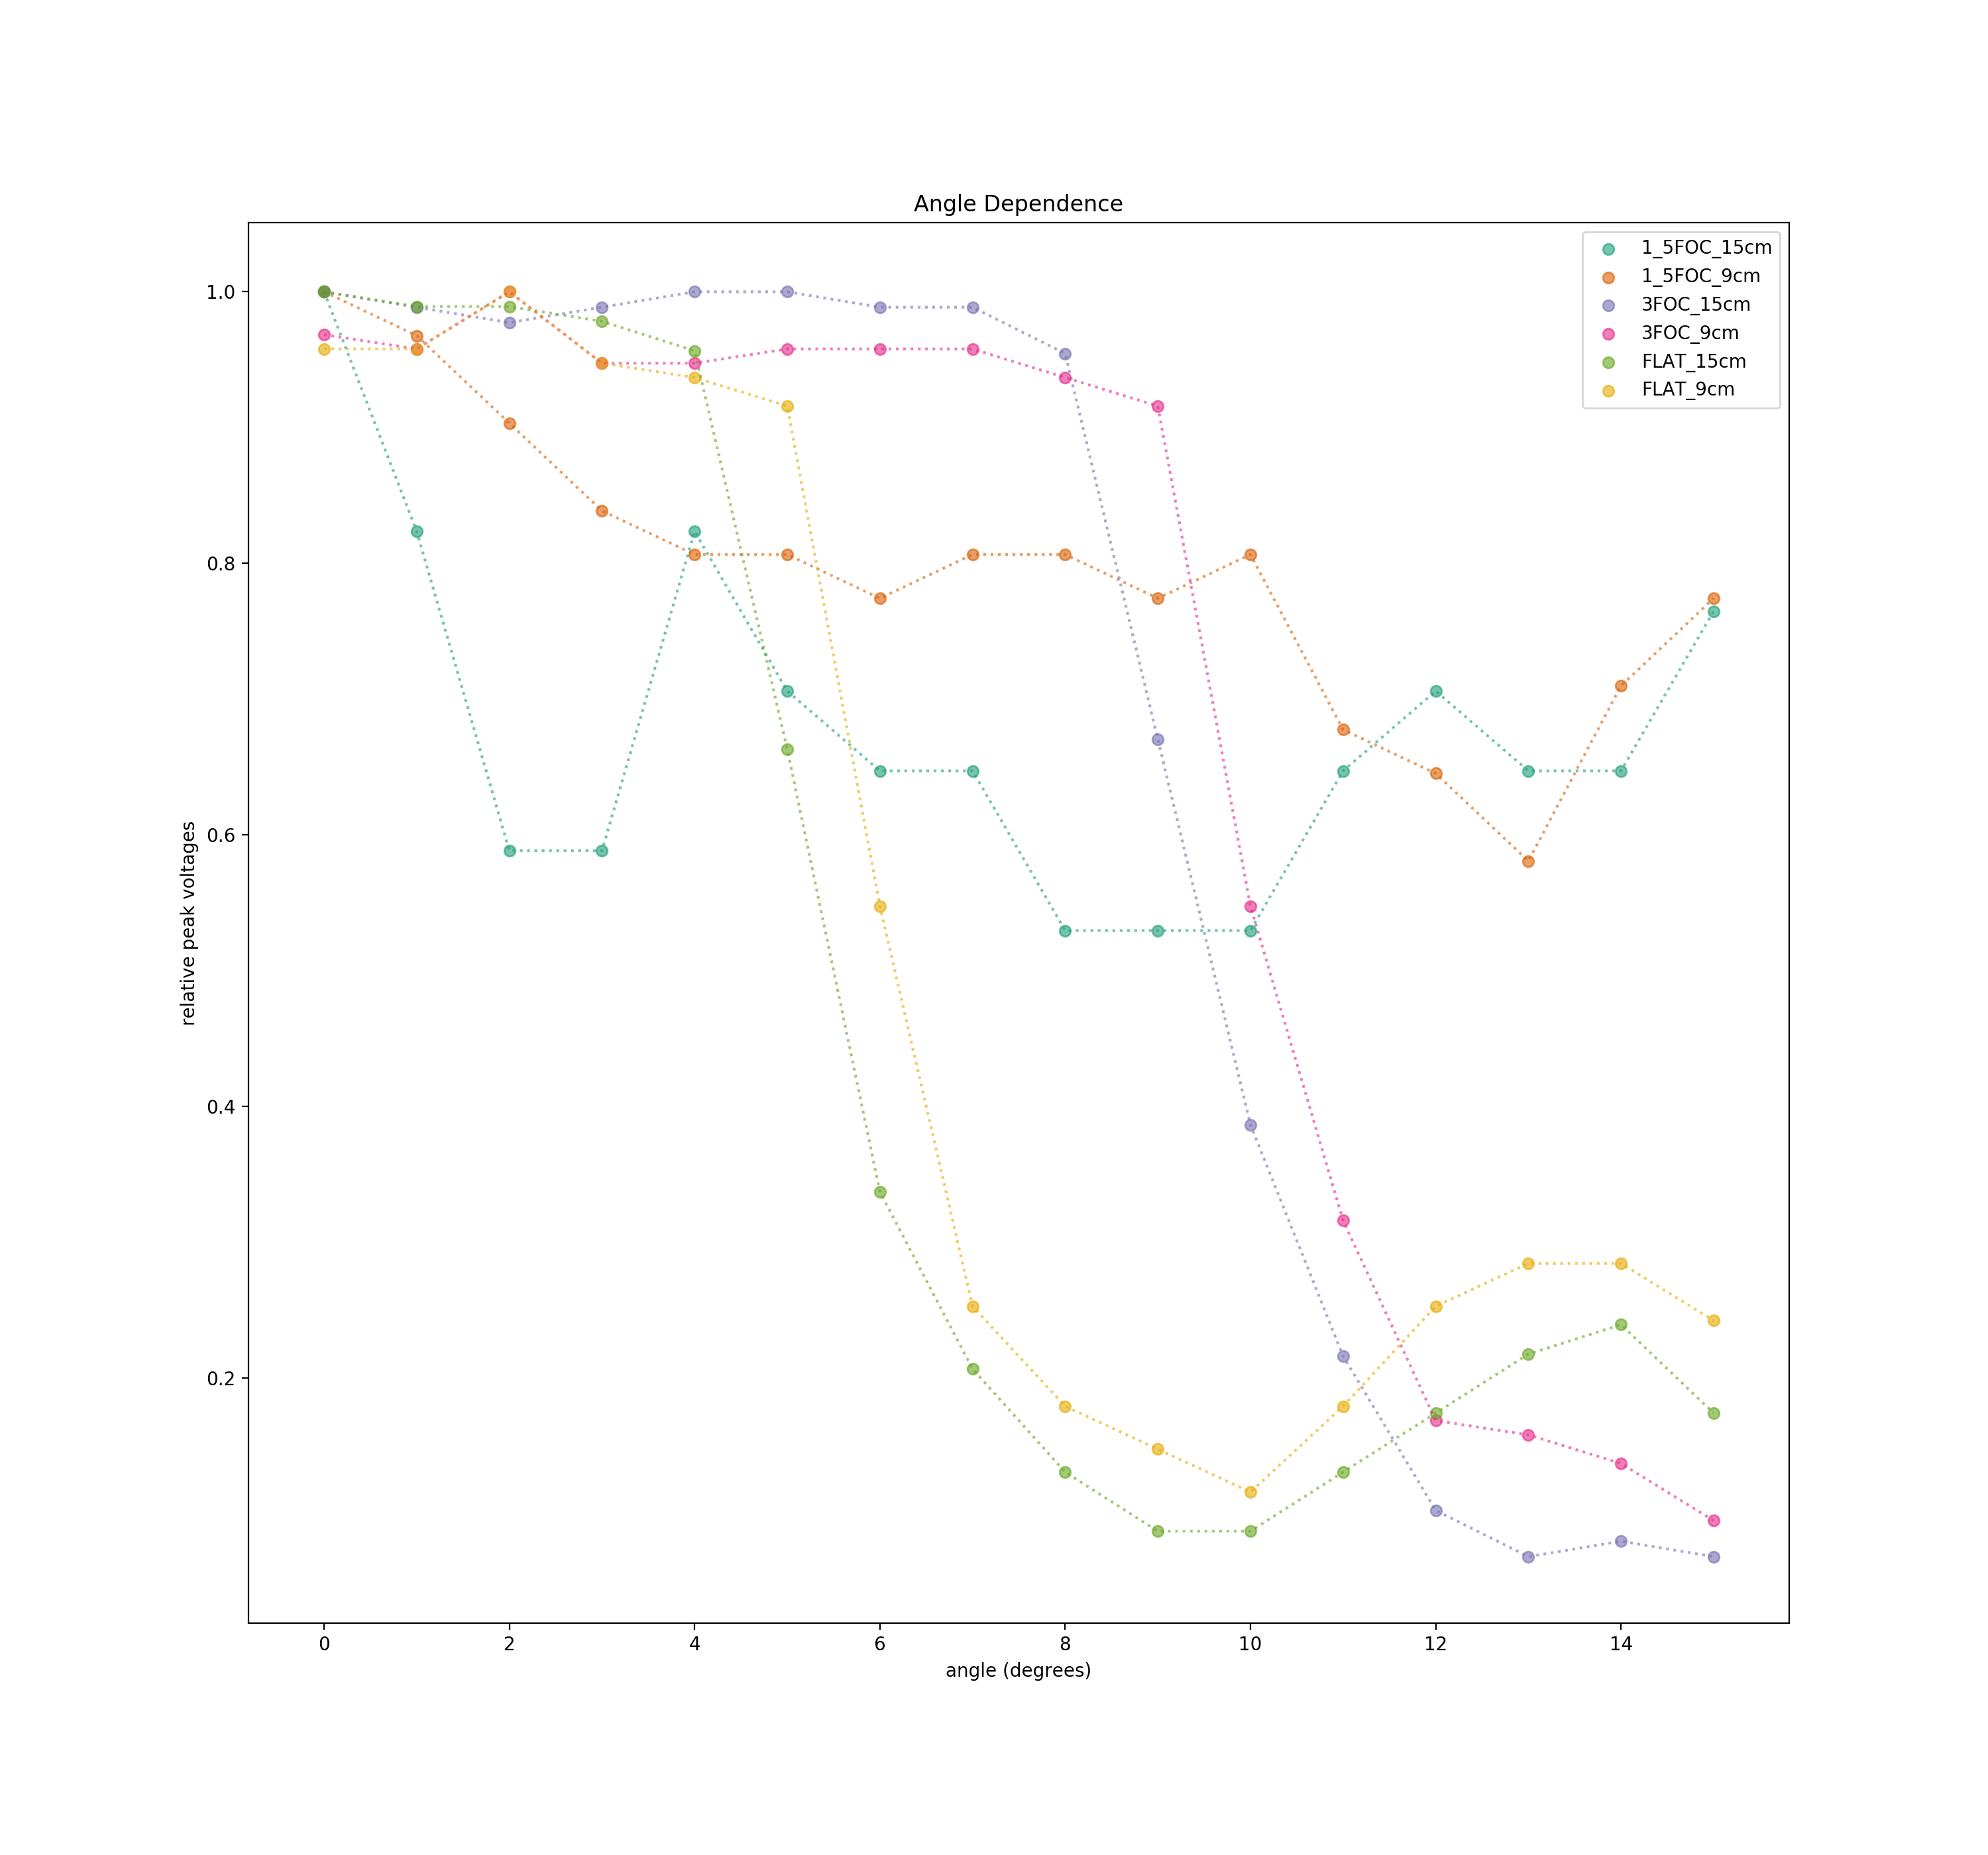 Angle Dependence
1_5FOC_15cm
1_5FOC_9cm
3FOC_15cm
3FOC_9cm
FLAT_15cm
FLAT_9cm
1.0
0.8
0.6
0.4
0.2
relative peak voltages
0 2 4 6 8 10 12 14
angle (degrees)